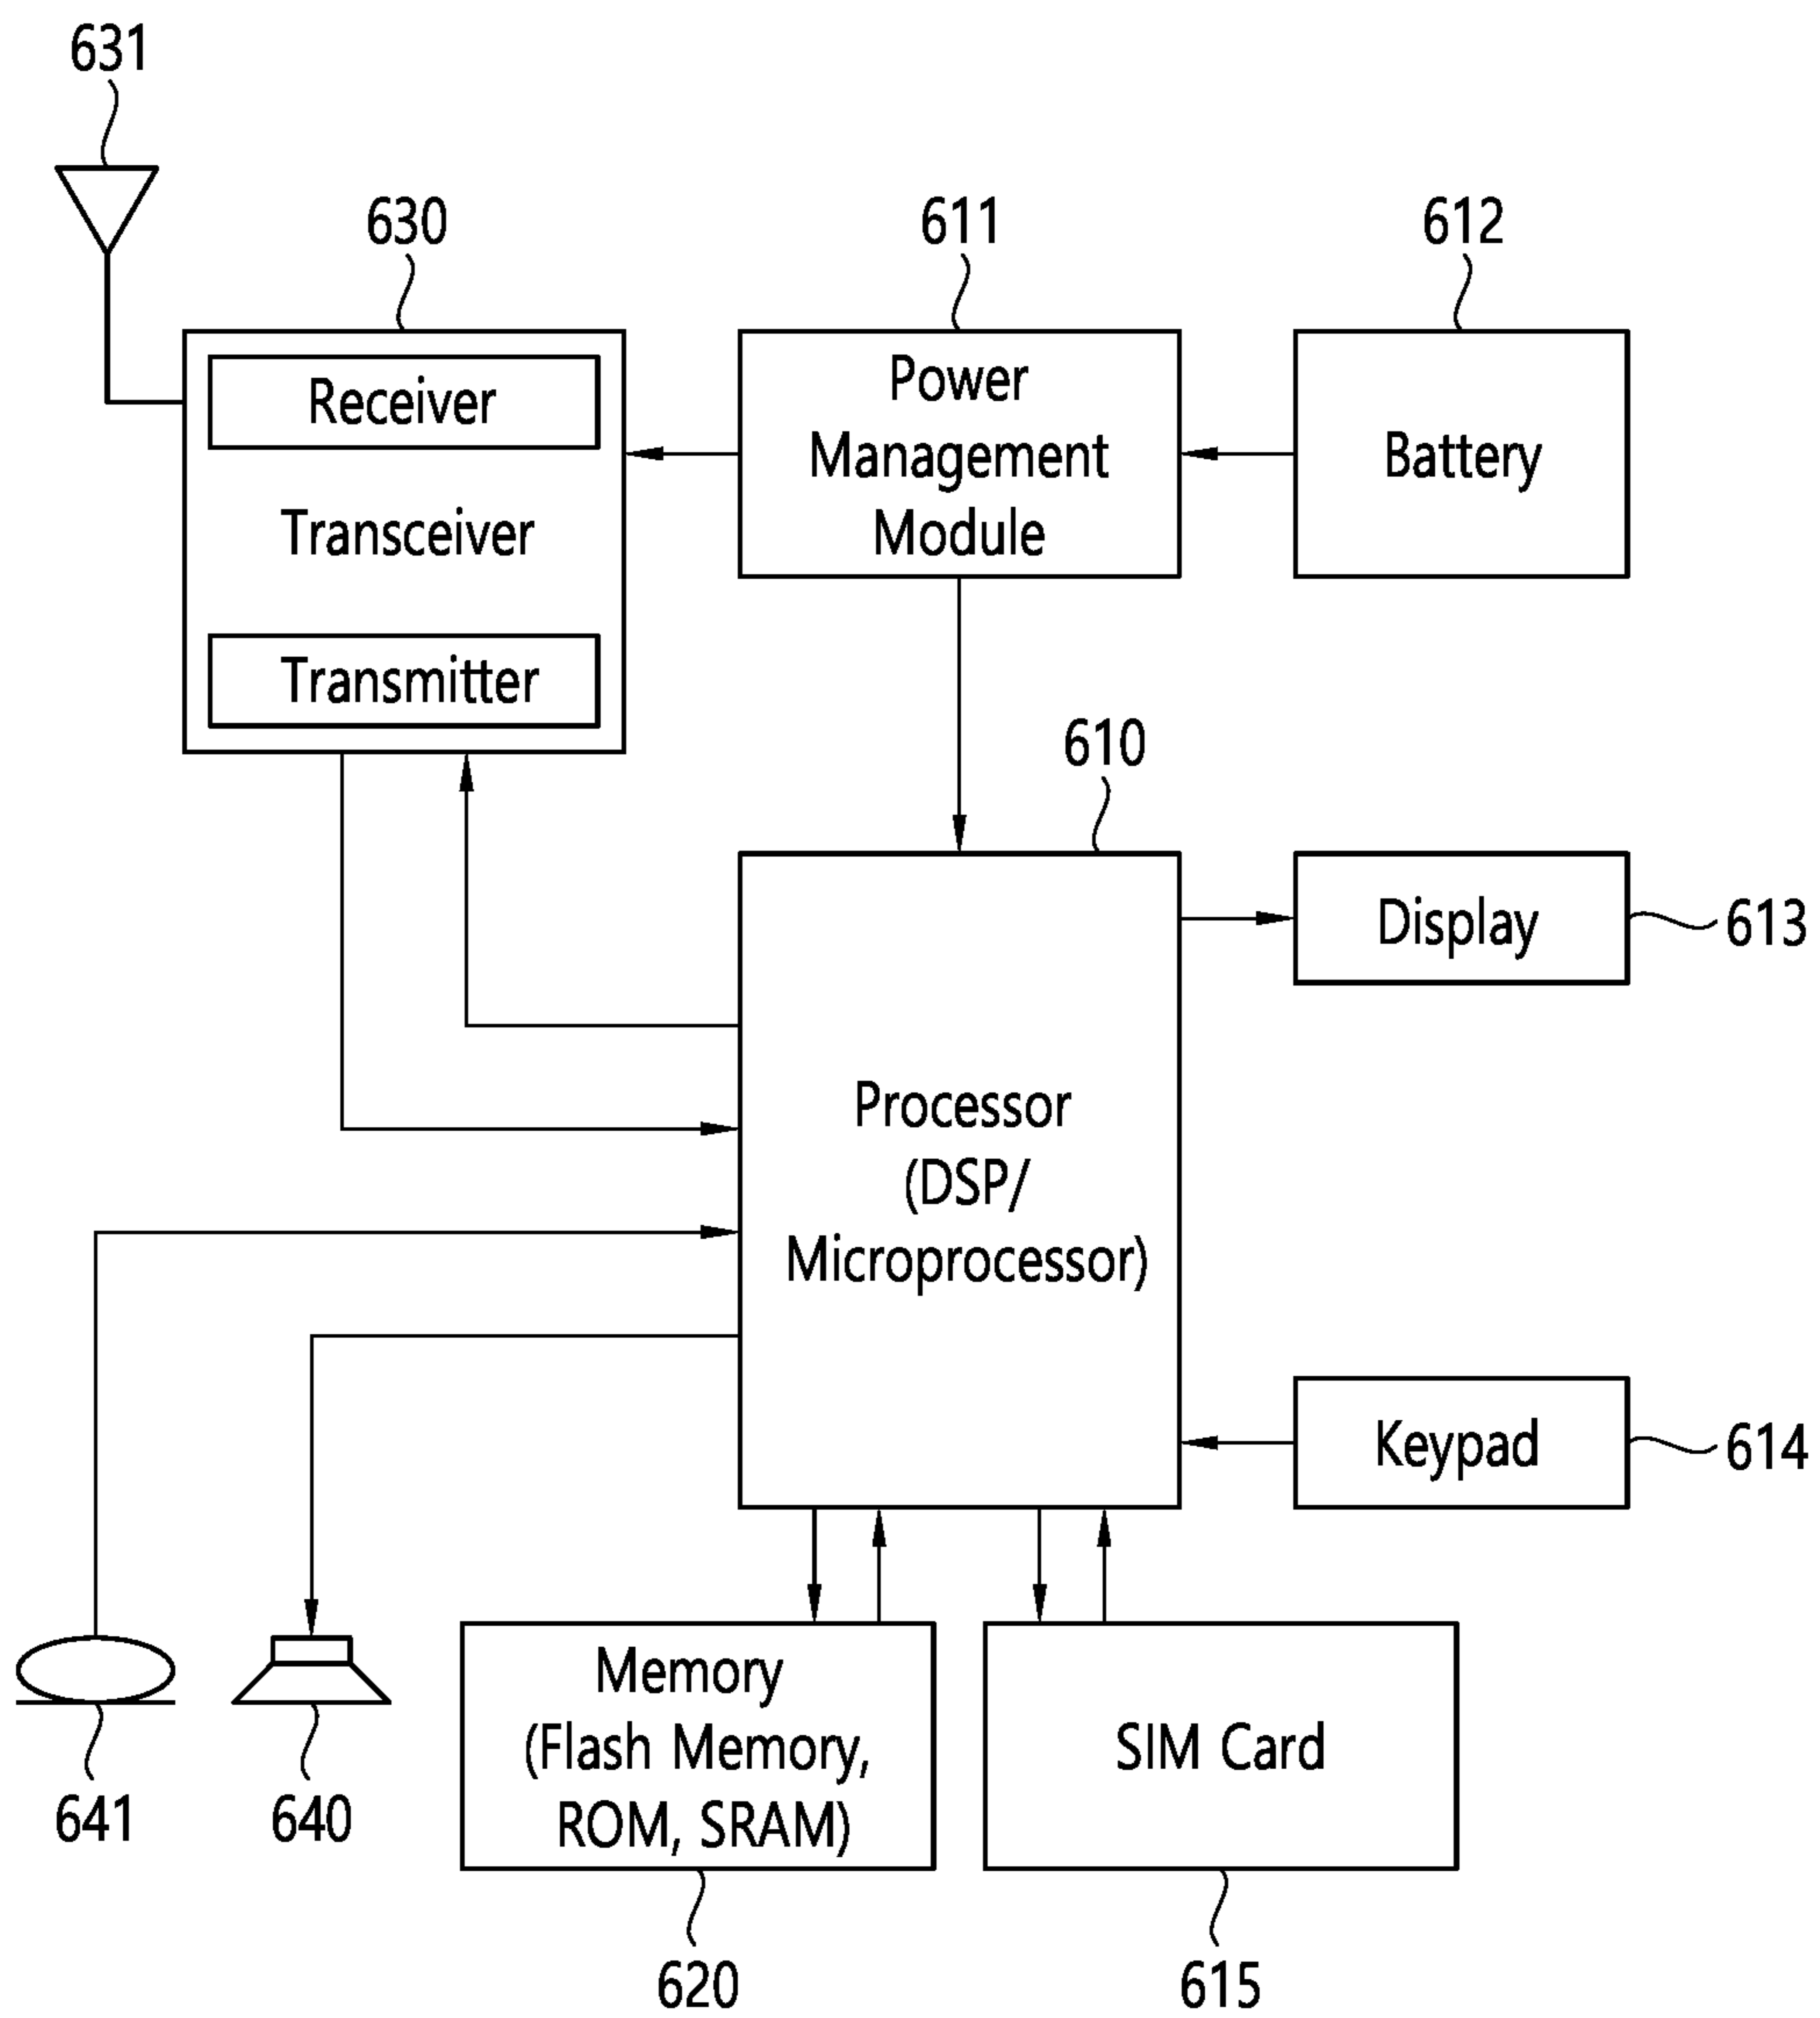 631
630
611
612
Receiver
Transceiver
Transmitter
Power
Management
Module
Battery
610
Processor
(DSP/
Microprocessor)
Display
613
Keypad
614
641
640
Memory
(Flash Memory,
ROM, SRAM)
SIM Card
620
615